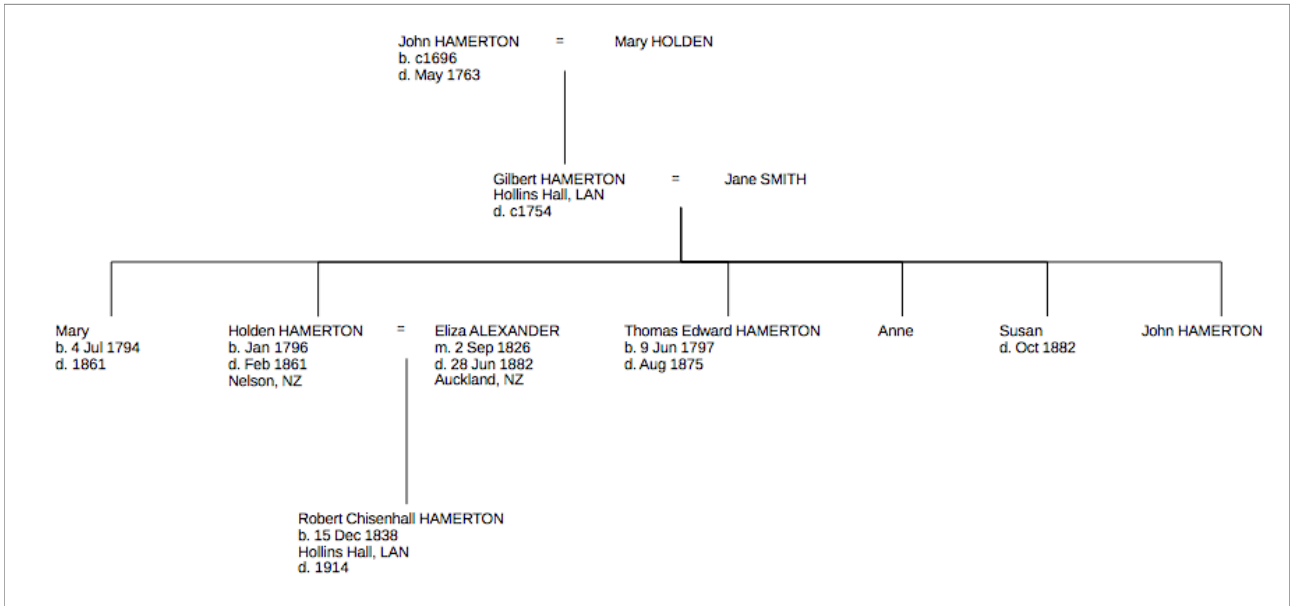 John HAMERTON = Mary HOLDEN
b. c1696
d. May 1763
Gilbert HAMERTON = Jane SMITH
Hollins Hall, LAN
d. c1754
Mary
b. 4 Jul 1794
d. 1861
Holden HAMERTON =
b. Jan 1796
d. Feb 1861
Nelson, NZ
Eliza ALEXANDER
m. 2 Sep 1826
d. 28 Jun 1882
Auckland, NZ
Thomas Edward HAMERTON
b. 9 Jun 1797
d. Aug 1875
Anne
Susan
d. Oct 1882
John HAMERTON
Robert Chisenhall HAMERTON
b. 15 Dec 1838
Hollins Hall, LAN
d. 1914